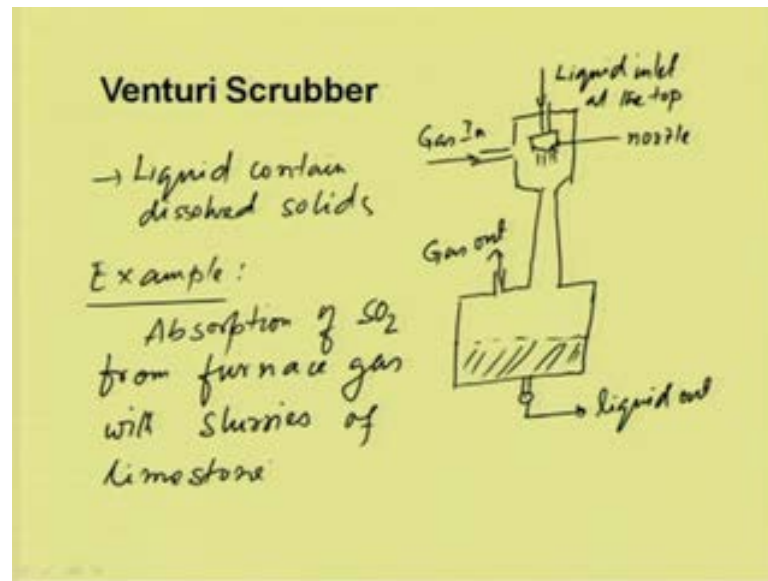 Venturi Scrubber
→ Liquid contain
dissolved solids
Example:
Absorption of SO₂
from furnace gas
with slurries of
limestone
Liquid inlet
at the top
Gas In
nozzle
Gas out
liquid out